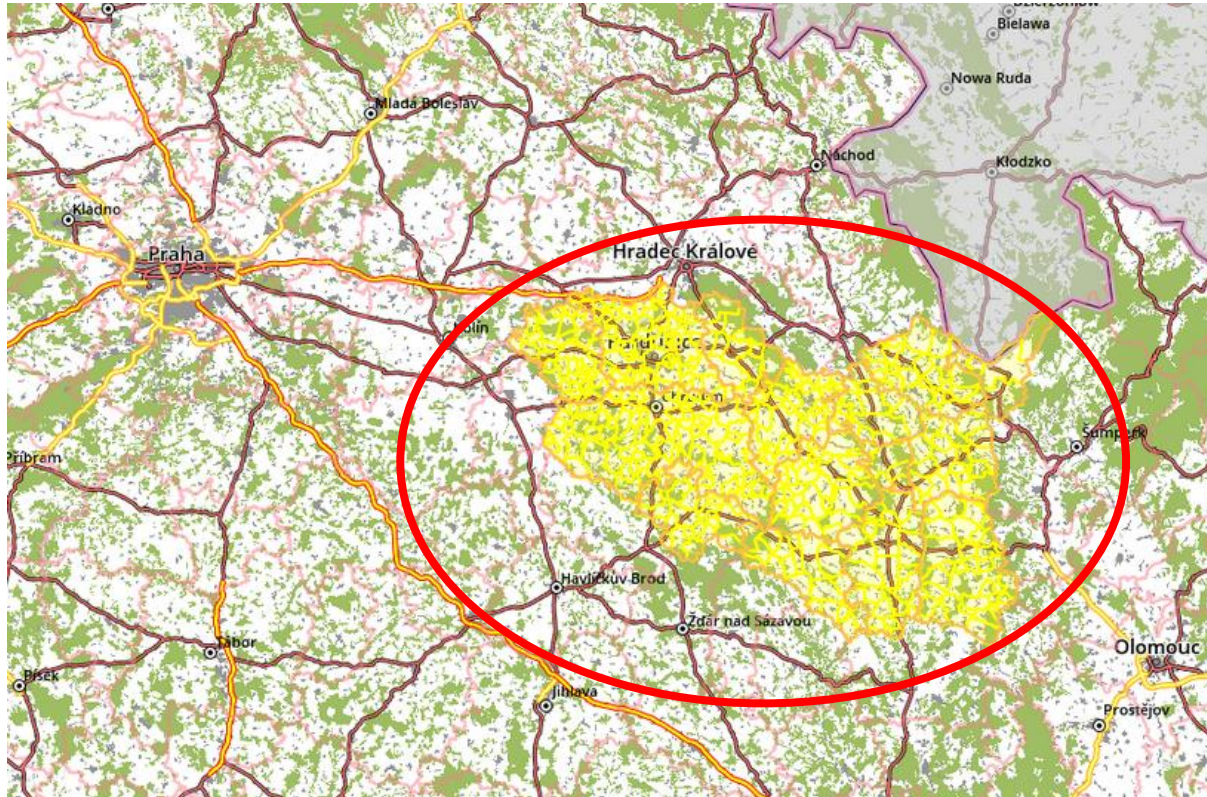 Bielawa
Nowa Ruda
Mladá Boleslav
Náchod
Kłodzko
Kladno
Praha
Hradec Králové
Kolín
Šumperk
Příbram
Havlíčkův Brod
Žďár nad Sázavou
Tábor
Olomouc
Písek
Jihlava
Prostějov